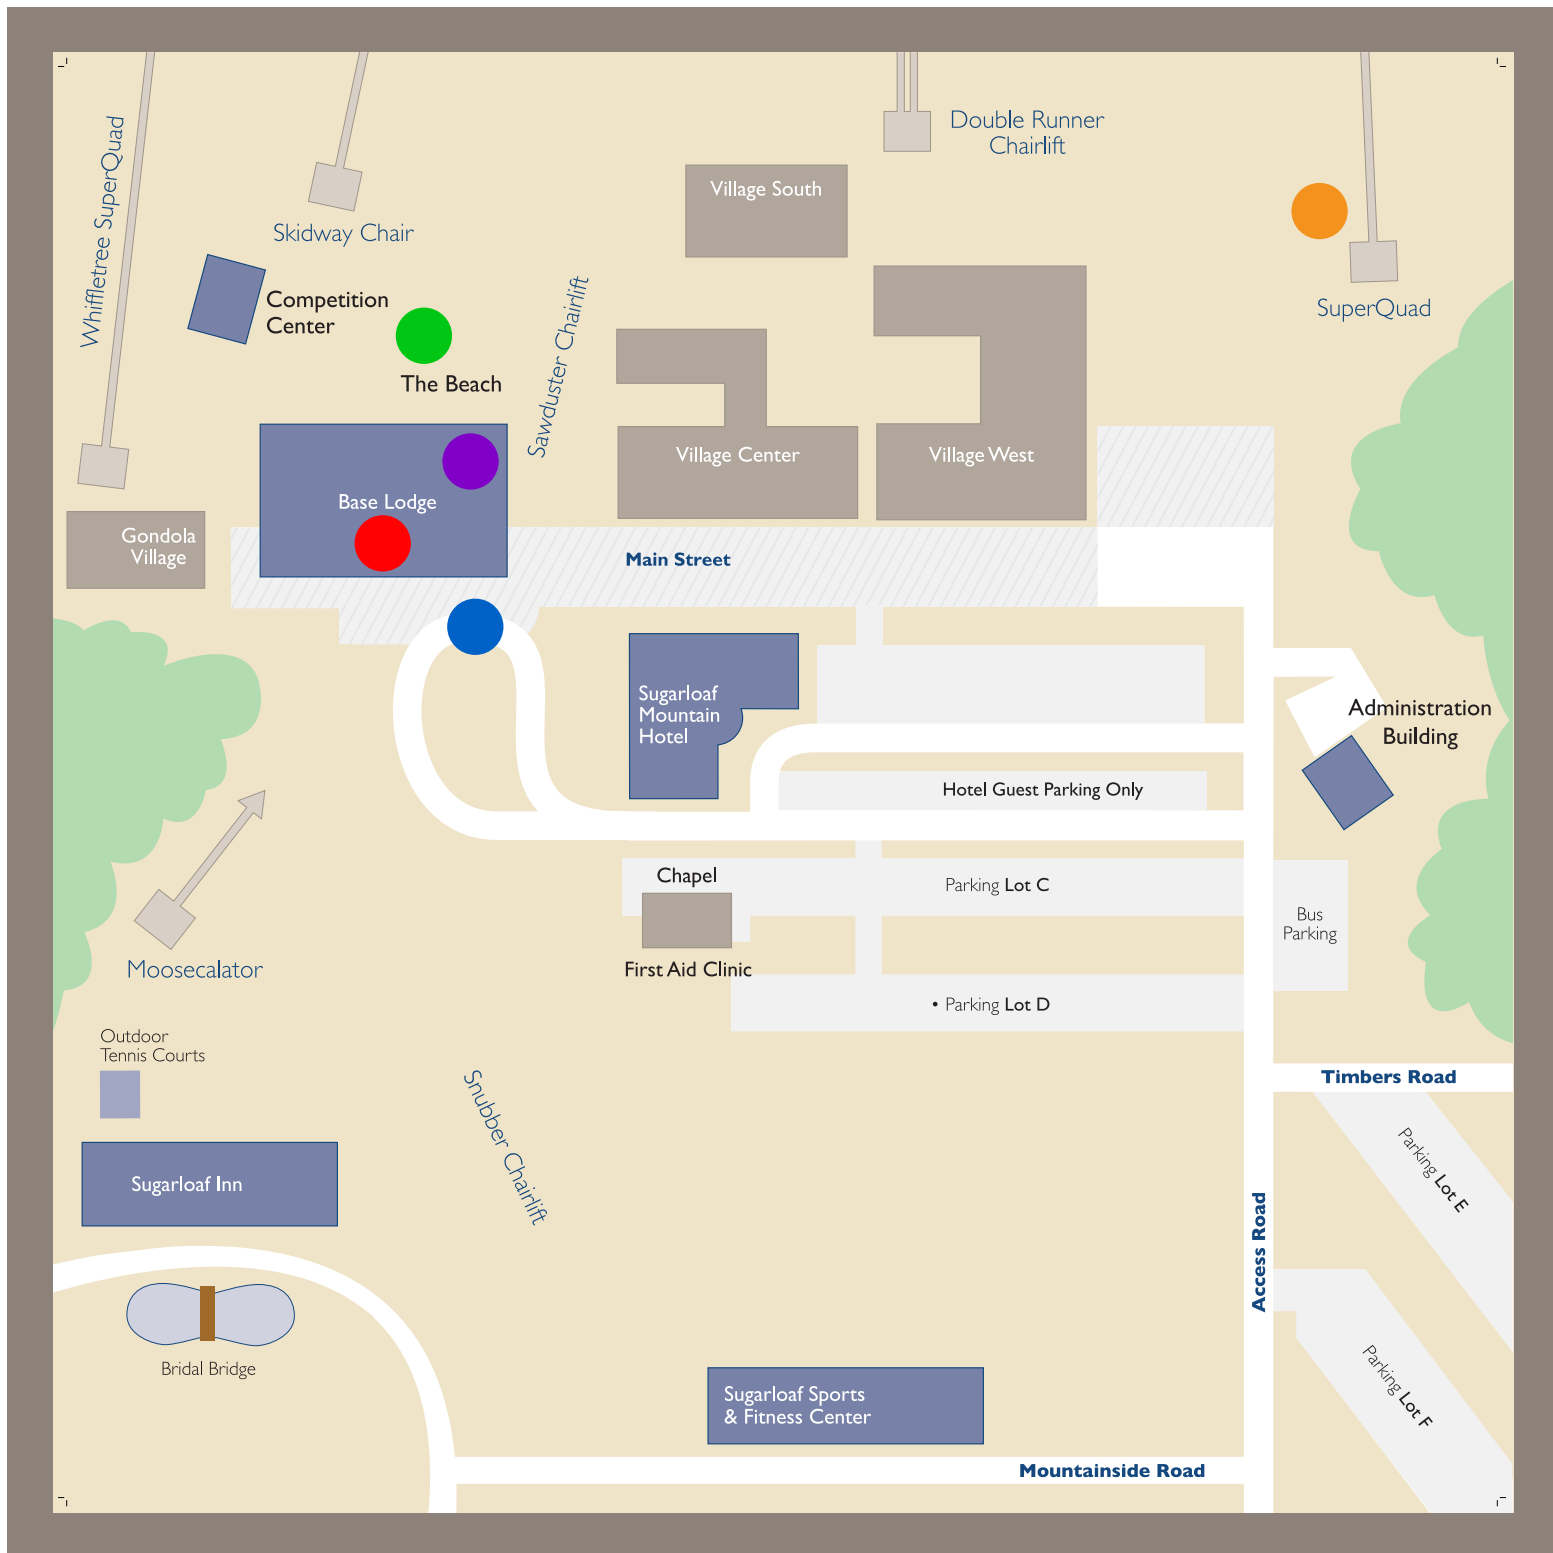 Whiffletree SuperQuad
Skidway Chair
Double Runner
Chairlift
SuperQuad
Village South
Competition
Center
The Beach
Sawduster Chairlift
Base Lodge
Village Center
Village West
Gondola
Village
Main Street
Sugarloaf
Mountain
Hotel
Administration
Building
Hotel Guest Parking Only
Chapel
Parking Lot C
Bus
Parking
First Aid Clinic
Moosecalator
• Parking Lot D
Outdoor
Tennis Courts
Timbers Road
Snubber Chairlift
Parking Lot E
Sugarloaf Inn
Access Road
Bridal Bridge
Parking Lot F
Sugarloaf Sports
& Fitness Center
Mountainside Road